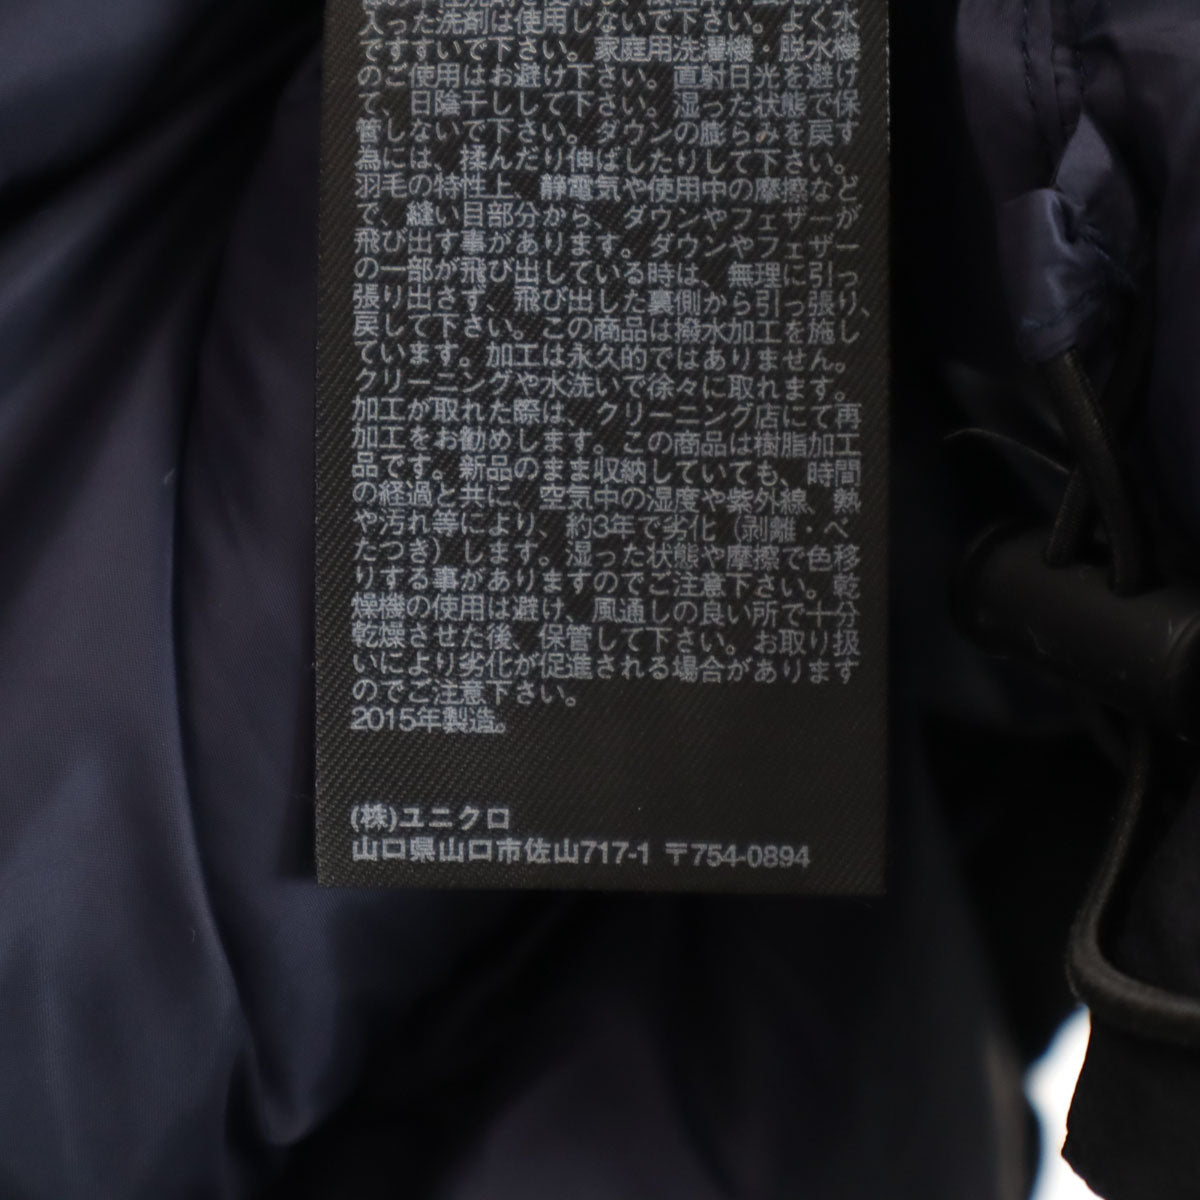 入った洗剤は使用しないで下さい。よく水
ですすいで下さい。家庭用洗濯機・脱水機
のご使用はお避け下さい。直射日光を避け
て、日陰干しして下さい。湿った状態で保
管しないで下さい。ダウンの膨らみを戻す
為には、揉んだり伸ばしたりして下さい。
羽毛の特性上、静電気や使用中の摩擦など
で、縫い目部分から、ダウンやフェザーが
飛び出す事があります。ダウンやフェザー
の一部が飛び出している時は、無理に引っ
張り出さず、飛び出した裏側から引っ張り、
戻して下さい。この商品は撥水加工を施し
ています。加工は永久的ではありません。
クリーニングや水洗いで徐々に取れます。
加工が取れた際は、クリーニング店にて再
加工をお勧めします。この商品は樹脂加工
品です。新品のまま収納していても、時間
の経過と共に、空気中の湿度や紫外線、熱
や汚れ等により、約3年で劣化（剥離・べ
たつき）します。湿った状態や摩擦で色移
りする事がありますのでご注意下さい。乾
燥機の使用は避け、風通しの良い所で十分
乾燥させた後、保管して下さい。お取り扱
いにより劣化が促進される場合があります
のでご注意下さい。
2015年製造。
(株)ユニクロ
山口県山口市佐山717-1 〒754-0894